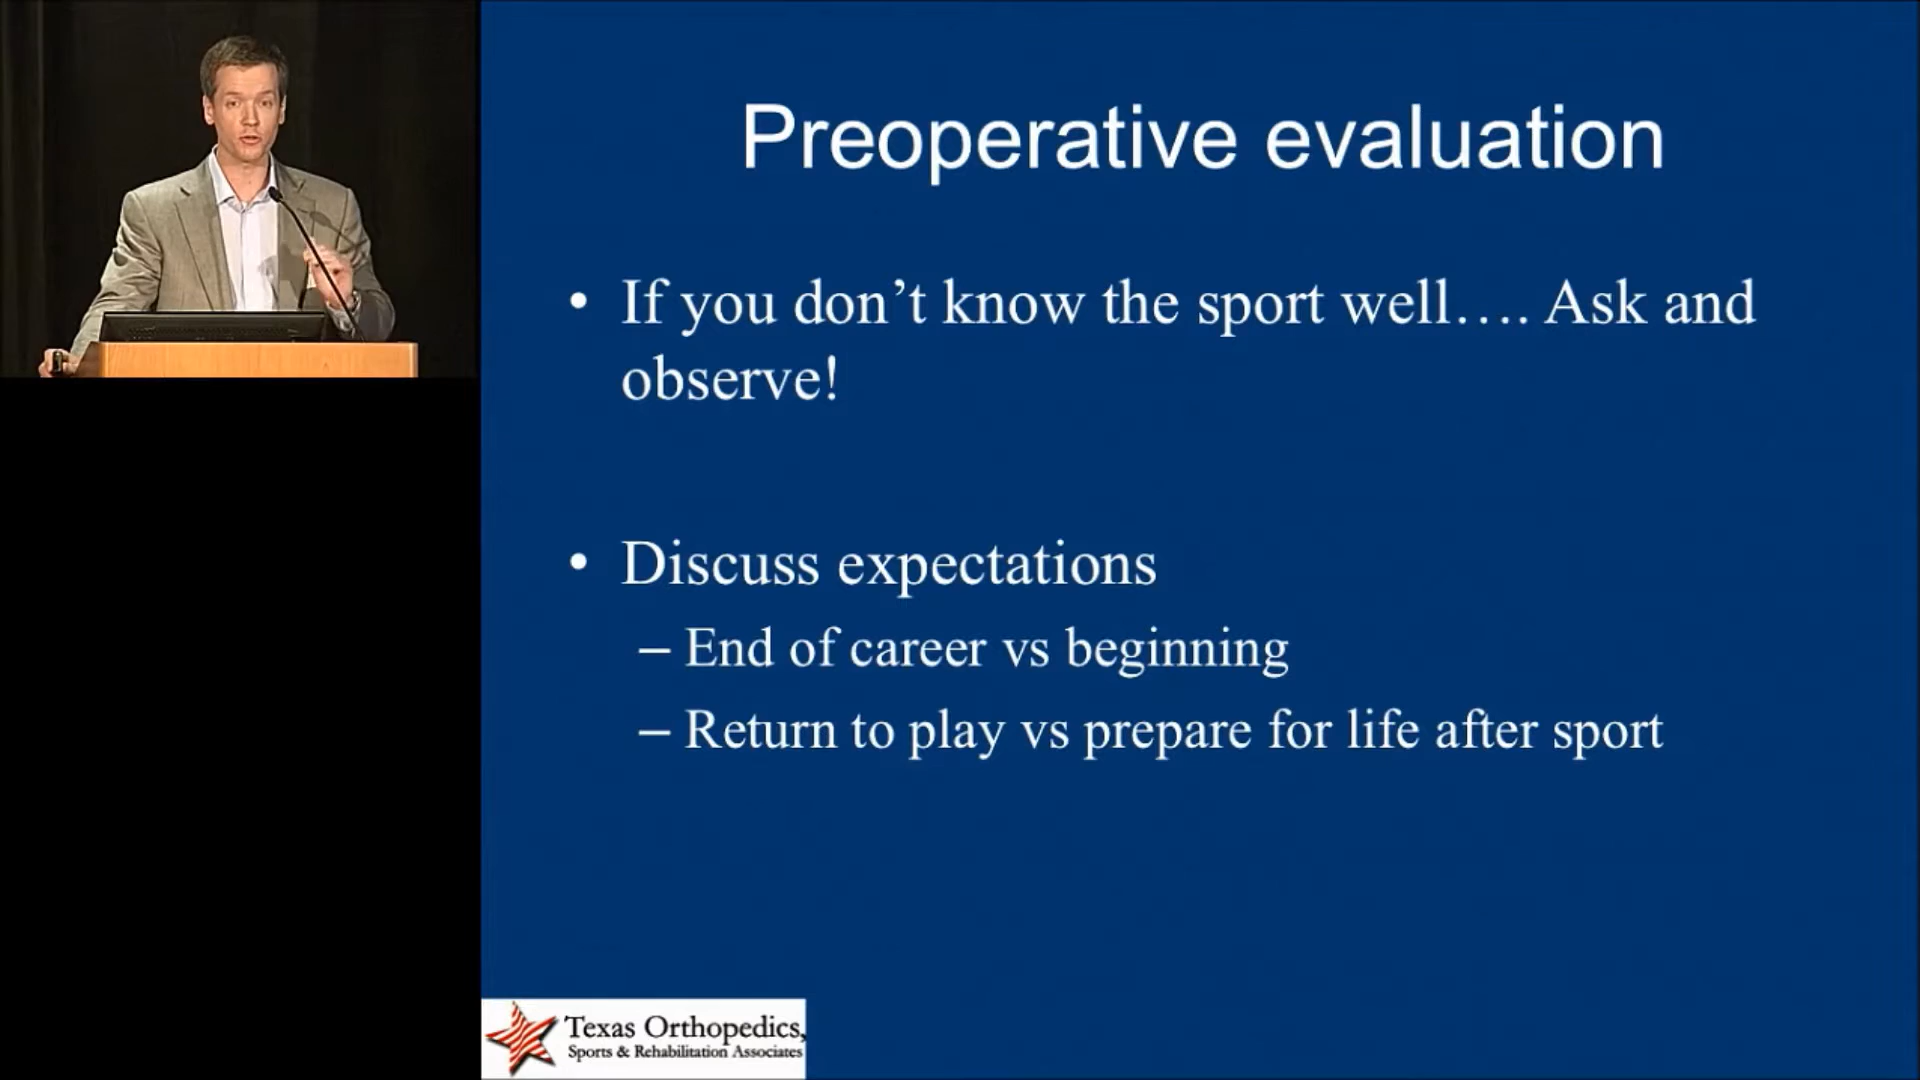 Preoperative evaluation
• If you don’t know the sport well…. Ask and
observe!
• Discuss expectations
– End of career vs beginning
– Return to play vs prepare for life after sport
Texas Orthopedics,
Sports & Rehabilitation Associates